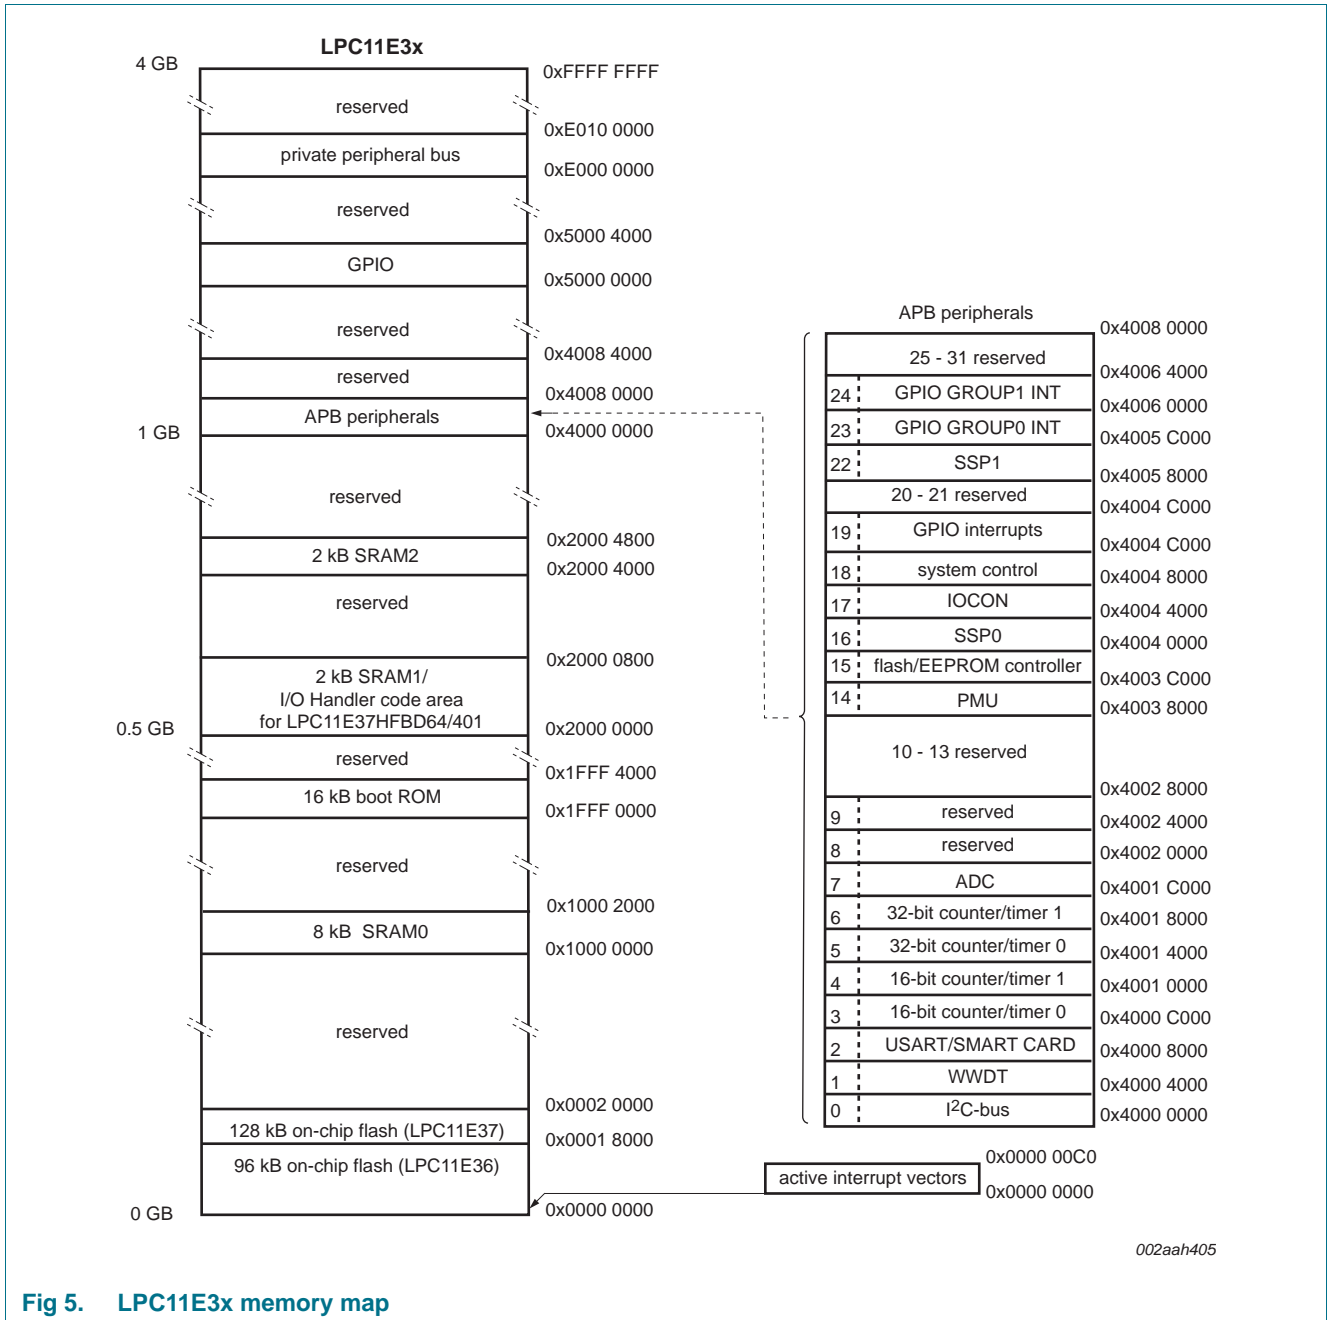 LPC11E3x
4 GB
0xFFFF FFFF
reserved
0xE010 0000
private peripheral bus
0xE000 0000
reserved
0x5000 4000
GPIO
0x5000 0000
reserved
0x4008 4000
reserved
0x4008 0000
APB peripherals
1 GB
0x4000 0000
reserved
0x2000 4800
2 kB SRAM2
0x2000 4000
reserved
0x2000 0800
2 kB SRAM1/
I/O Handler code area
for LPC11E37HFBD64/401
0.5 GB
0x2000 0000
reserved
0x1FFF 4000
16 kB boot ROM
0x1FFF 0000
reserved
0x1000 2000
8 kB SRAM0
0x1000 0000
reserved
0x0002 0000
128 kB on-chip flash (LPC11E37)
0x0001 8000
96 kB on-chip flash (LPC11E36)
0 GB
0x0000 0000
APB peripherals
0x4008 0000
25 - 31 reserved
0x4006 4000
24 GPIO GROUP1 INT
0x4006 0000
23 GPIO GROUP0 INT
0x4005 C000
22 SSP1
0x4005 8000
20 - 21 reserved
0x4004 C000
19 GPIO interrupts
0x4004 C000
18 system control
0x4004 8000
17 IOCON
0x4004 4000
16 SSP0
0x4004 0000
15 flash/EEPROM controller
0x4003 C000
14 PMU
0x4003 8000
10 - 13 reserved
0x4002 8000
9 reserved
0x4002 4000
8 reserved
0x4002 0000
7 ADC
0x4001 C000
6 32-bit counter/timer 1
0x4001 8000
5 32-bit counter/timer 0
0x4001 4000
4 16-bit counter/timer 1
0x4001 0000
3 16-bit counter/timer 0
0x4000 C000
2 USART/SMART CARD
0x4000 8000
1 WWDT
0x4000 4000
0 I2C-bus
0x4000 0000
0x0000 00C0
active interrupt vectors
0x0000 0000
002aah405
Fig 5. LPC11E3x memory map